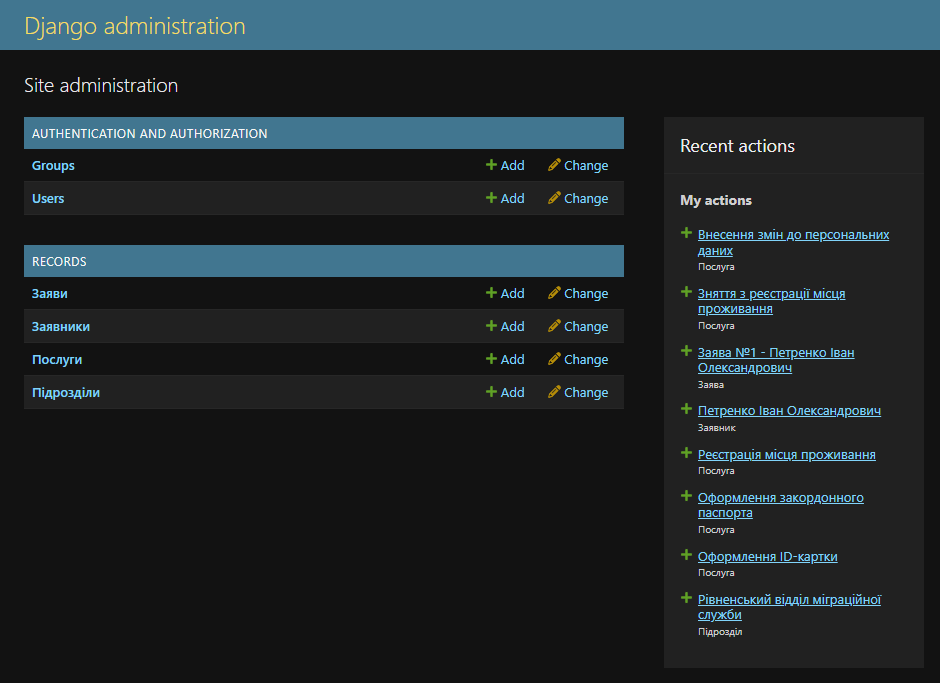 Django administration
Site administration
AUTHENTICATION AND AUTHORIZATION
Groups Add Change
Users Add Change
RECORDS
Заяви Add Change
Заявники Add Change
Послуги Add Change
Підрозділи Add Change
Recent actions
My actions
Внесення змін до персональних
даних
Послуга
Зняття з реєстрації місця
проживання
Послуга
Заява №1 - Петренко Іван
Олександрович
Заява
Петренко Іван Олександрович
Заявник
Реєстрація місця проживання
Послуга
Оформлення закордонного
паспорта
Послуга
Оформлення ID-картки
Послуга
Рівненський відділ міграційної
служби
Підрозділ